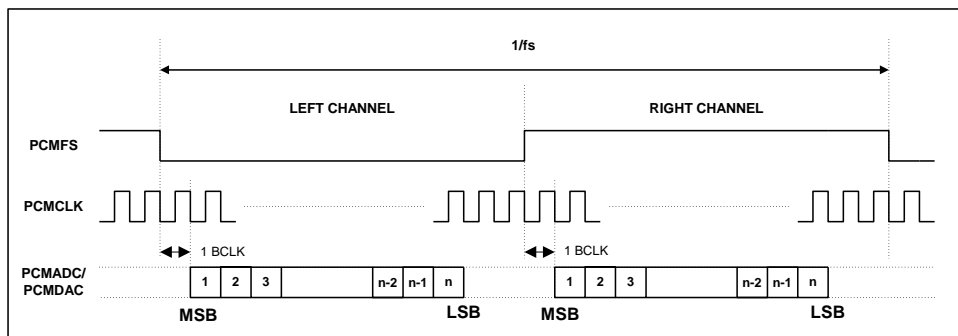 1/fs
LEFT CHANNEL RIGHT CHANNEL
PCMFS
PCMCLK
1 BCLK 1 BCLK
PCMADC/
PCMDAC
1 2 3 n-2 n-1 n 1 2 3 n-2 n-1 n
MSB LSB MSB LSB